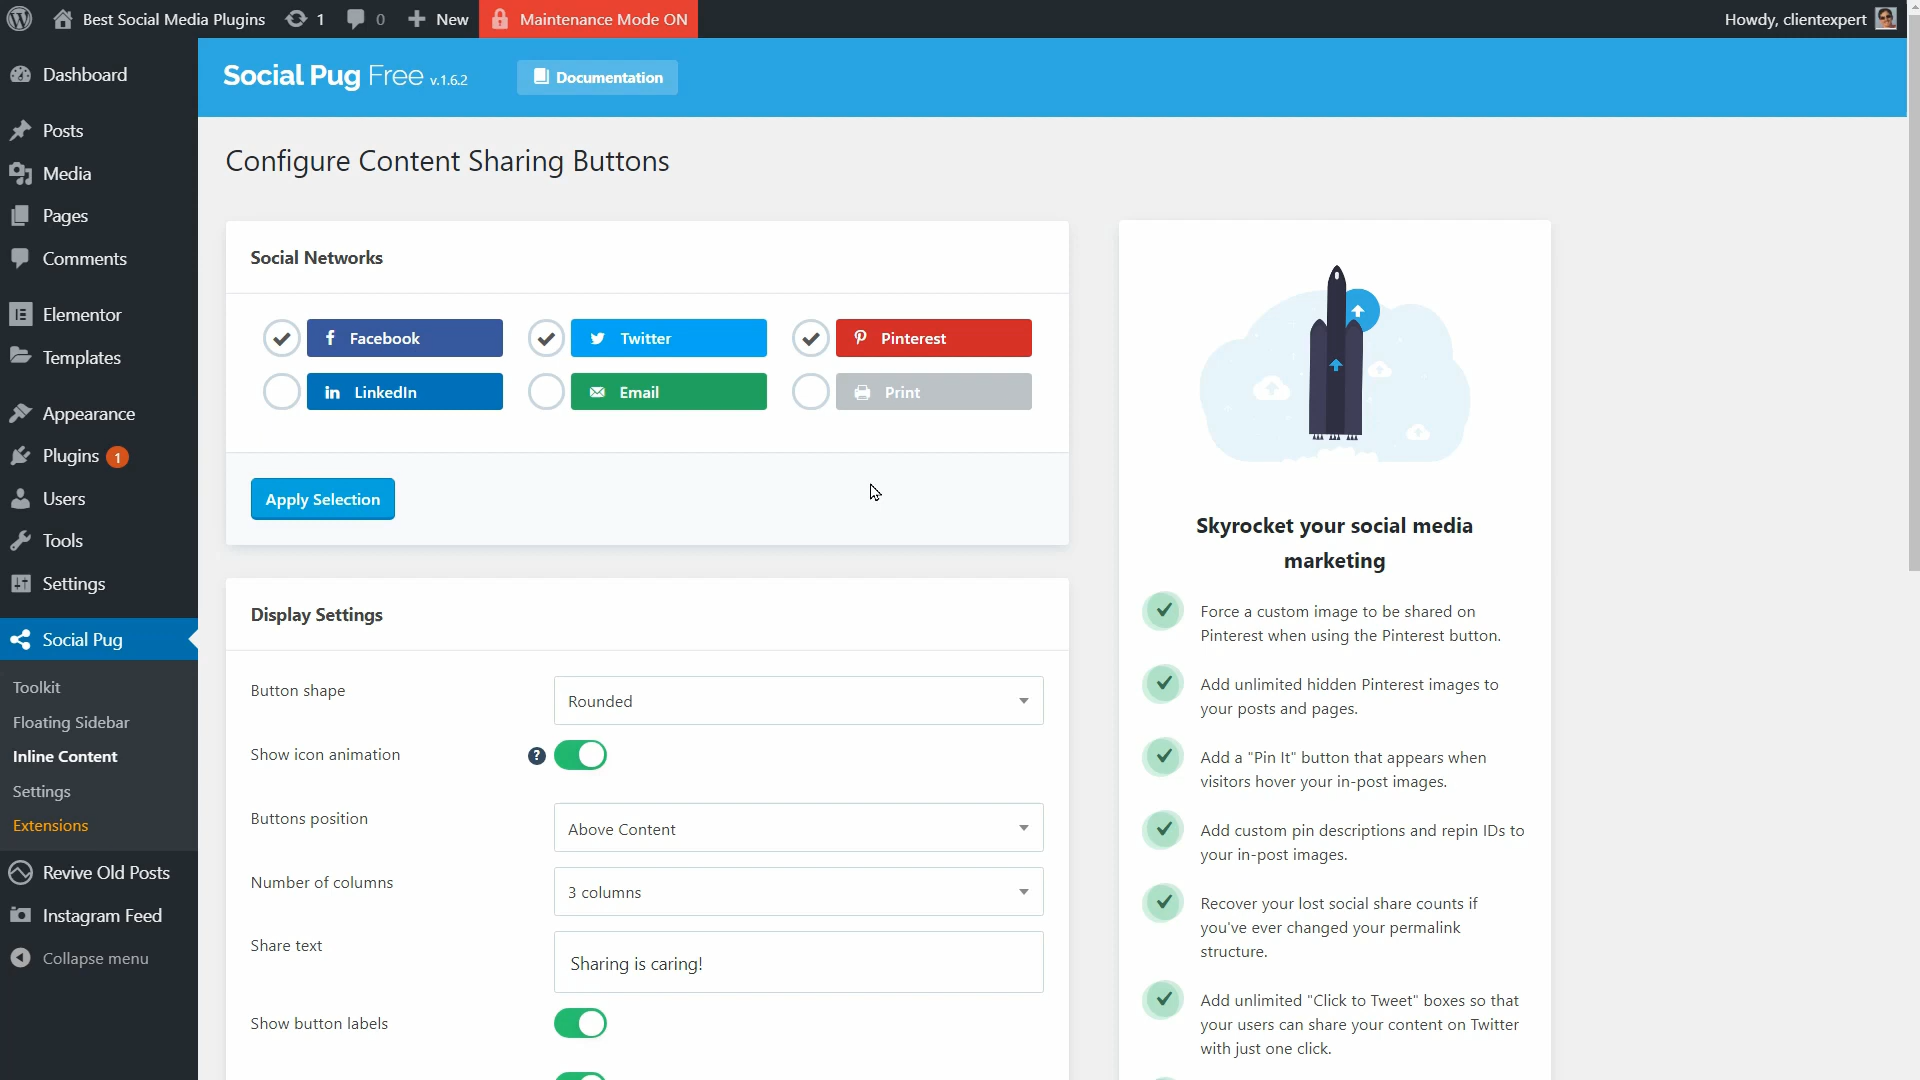 Best Social Media Plugins 1 0 New Maintenance Mode ON Howdy, clientexpert
Dashboard
Posts
Media
Pages
Comments
Elementor
Templates
Appearance
Plugins 1
Users
Tools
Settings
Social Pug
Toolkit
Floating Sidebar
Inline Content
Settings
Extensions
Revive Old Posts
Instagram Feed
Collapse menu
Social Pug Free v.1.6.2 Documentation
Configure Content Sharing Buttons
Social Networks
Facebook Twitter Pinterest
LinkedIn Email Print
Apply Selection
Display Settings
Button shape Rounded
Show icon animation ?
Buttons position Above Content
Number of columns 3 columns
Share text Sharing is caring!
Show button labels
Skyrocket your social media
marketing
Force a custom image to be shared on
Pinterest when using the Pinterest button.
Add unlimited hidden Pinterest images to
your posts and pages.
Add a "Pin It" button that appears when
visitors hover your in-post images.
Add custom pin descriptions and repin IDs to
your in-post images.
Recover your lost social share counts if
you've ever changed your permalink
structure.
Add unlimited "Click to Tweet" boxes so that
your users can share your content on Twitter
with just one click.